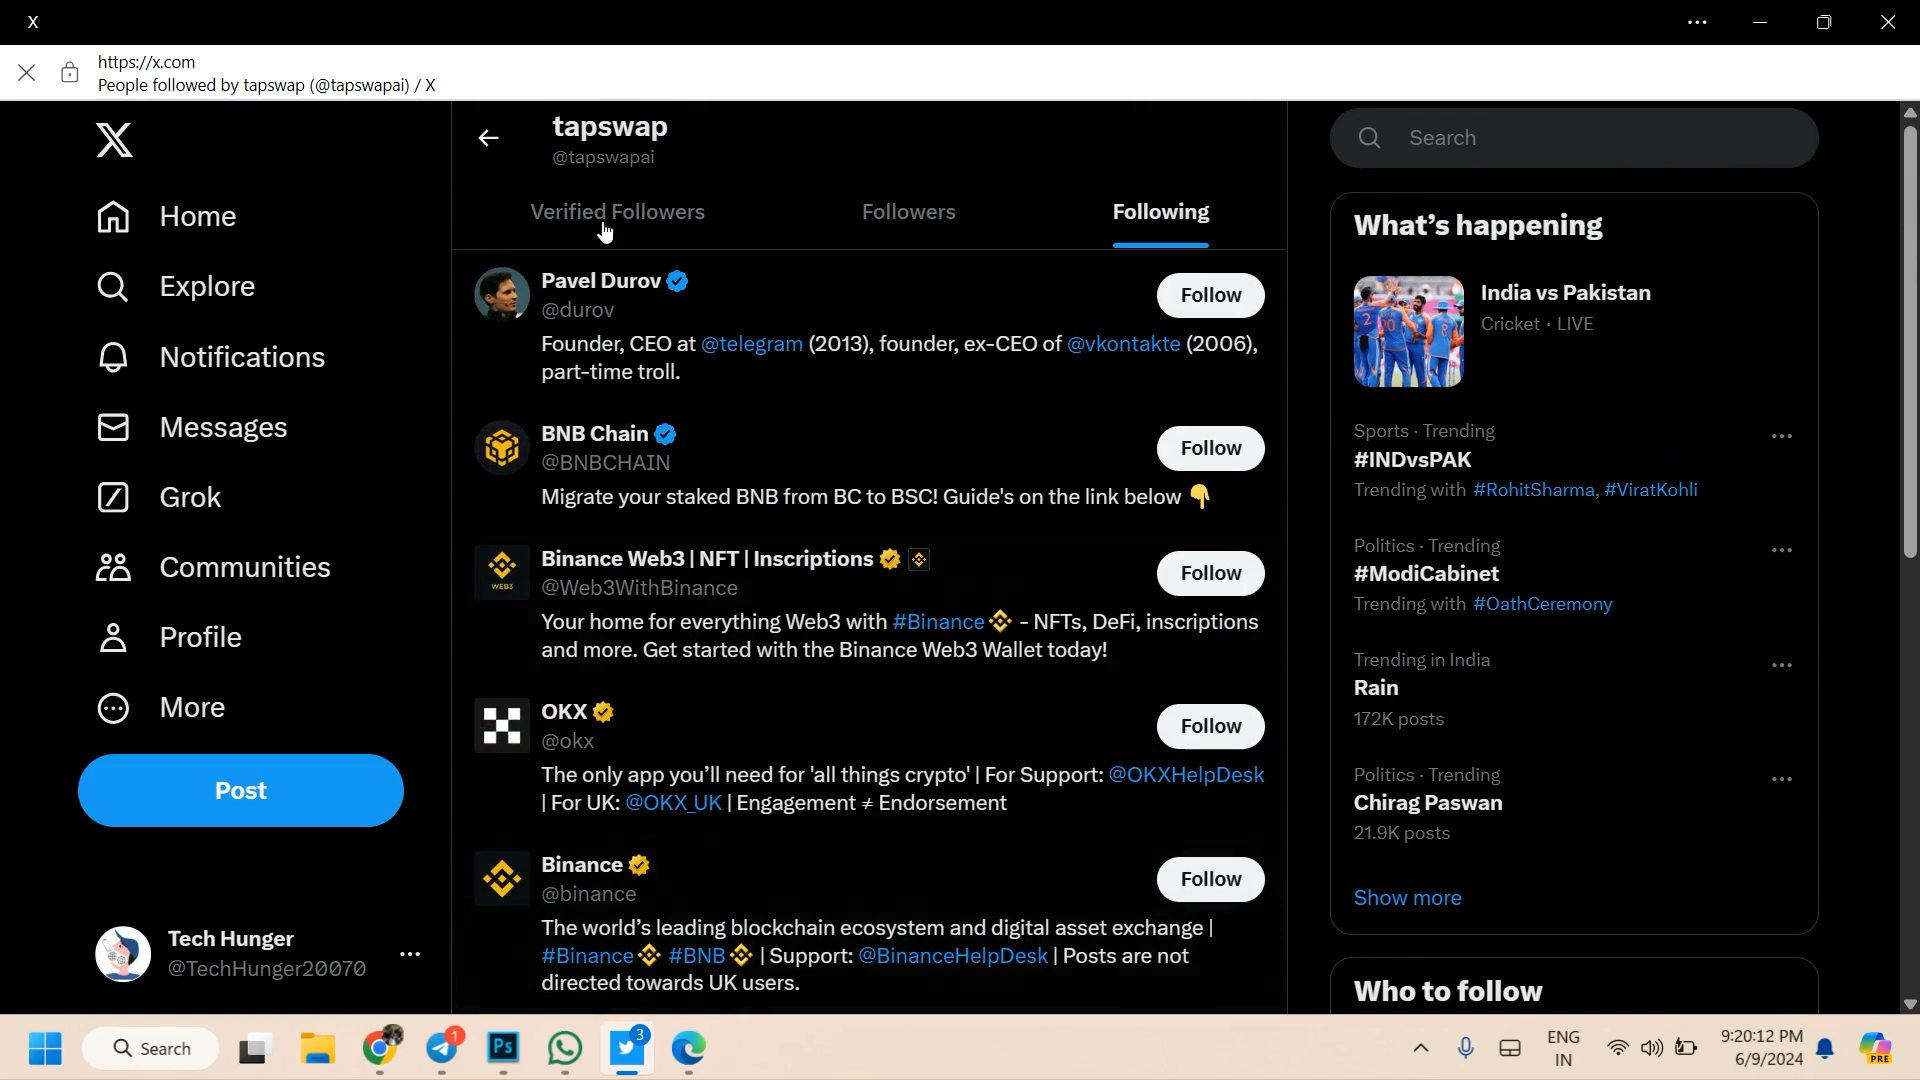 X
https://x.com
People followed by tapswap (@tapswapai) / X
Home
Explore
Notifications
Messages
Grok
Communities
Profile
More
Post
Tech Hunger
@TechHunger20070
tapswap
@tapswapai
Verified Followers
Followers
Following
Pavel Durov
@durov
Follow
Founder, CEO at @telegram (2013), founder, ex-CEO of @vkontakte (2006),
part-time troll.
BNB Chain
@BNBCHAIN
Follow
Migrate your staked BNB from BC to BSC! Guide's on the link below 👇
WEB3
Binance Web3 | NFT | Inscriptions
@Web3WithBinance
Follow
Your home for everything Web3 with #Binance - NFTs, DeFi, inscriptions
and more. Get started with the Binance Web3 Wallet today!
OKX
@okx
Follow
The only app you’ll need for 'all things crypto' | For Support: @OKXHelpDesk
| For UK: @OKX_UK | Engagement ≠ Endorsement
Binance
@binance
Follow
The world’s leading blockchain ecosystem and digital asset exchange |
#Binance #BNB | Support: @BinanceHelpDesk | Posts are not
directed towards UK users.
Search
What’s happening
India vs Pakistan
Cricket · LIVE
Sports · Trending
#INDvsPAK
Trending with #RohitSharma, #ViratKohli
Politics · Trending
#ModiCabinet
Trending with #OathCeremony
Trending in India
Rain
172K posts
Politics · Trending
Chirag Paswan
21.9K posts
Show more
Who to follow
Search
1
Ps
3
ENG
IN
9:20:12 PM
6/9/2024
PRE